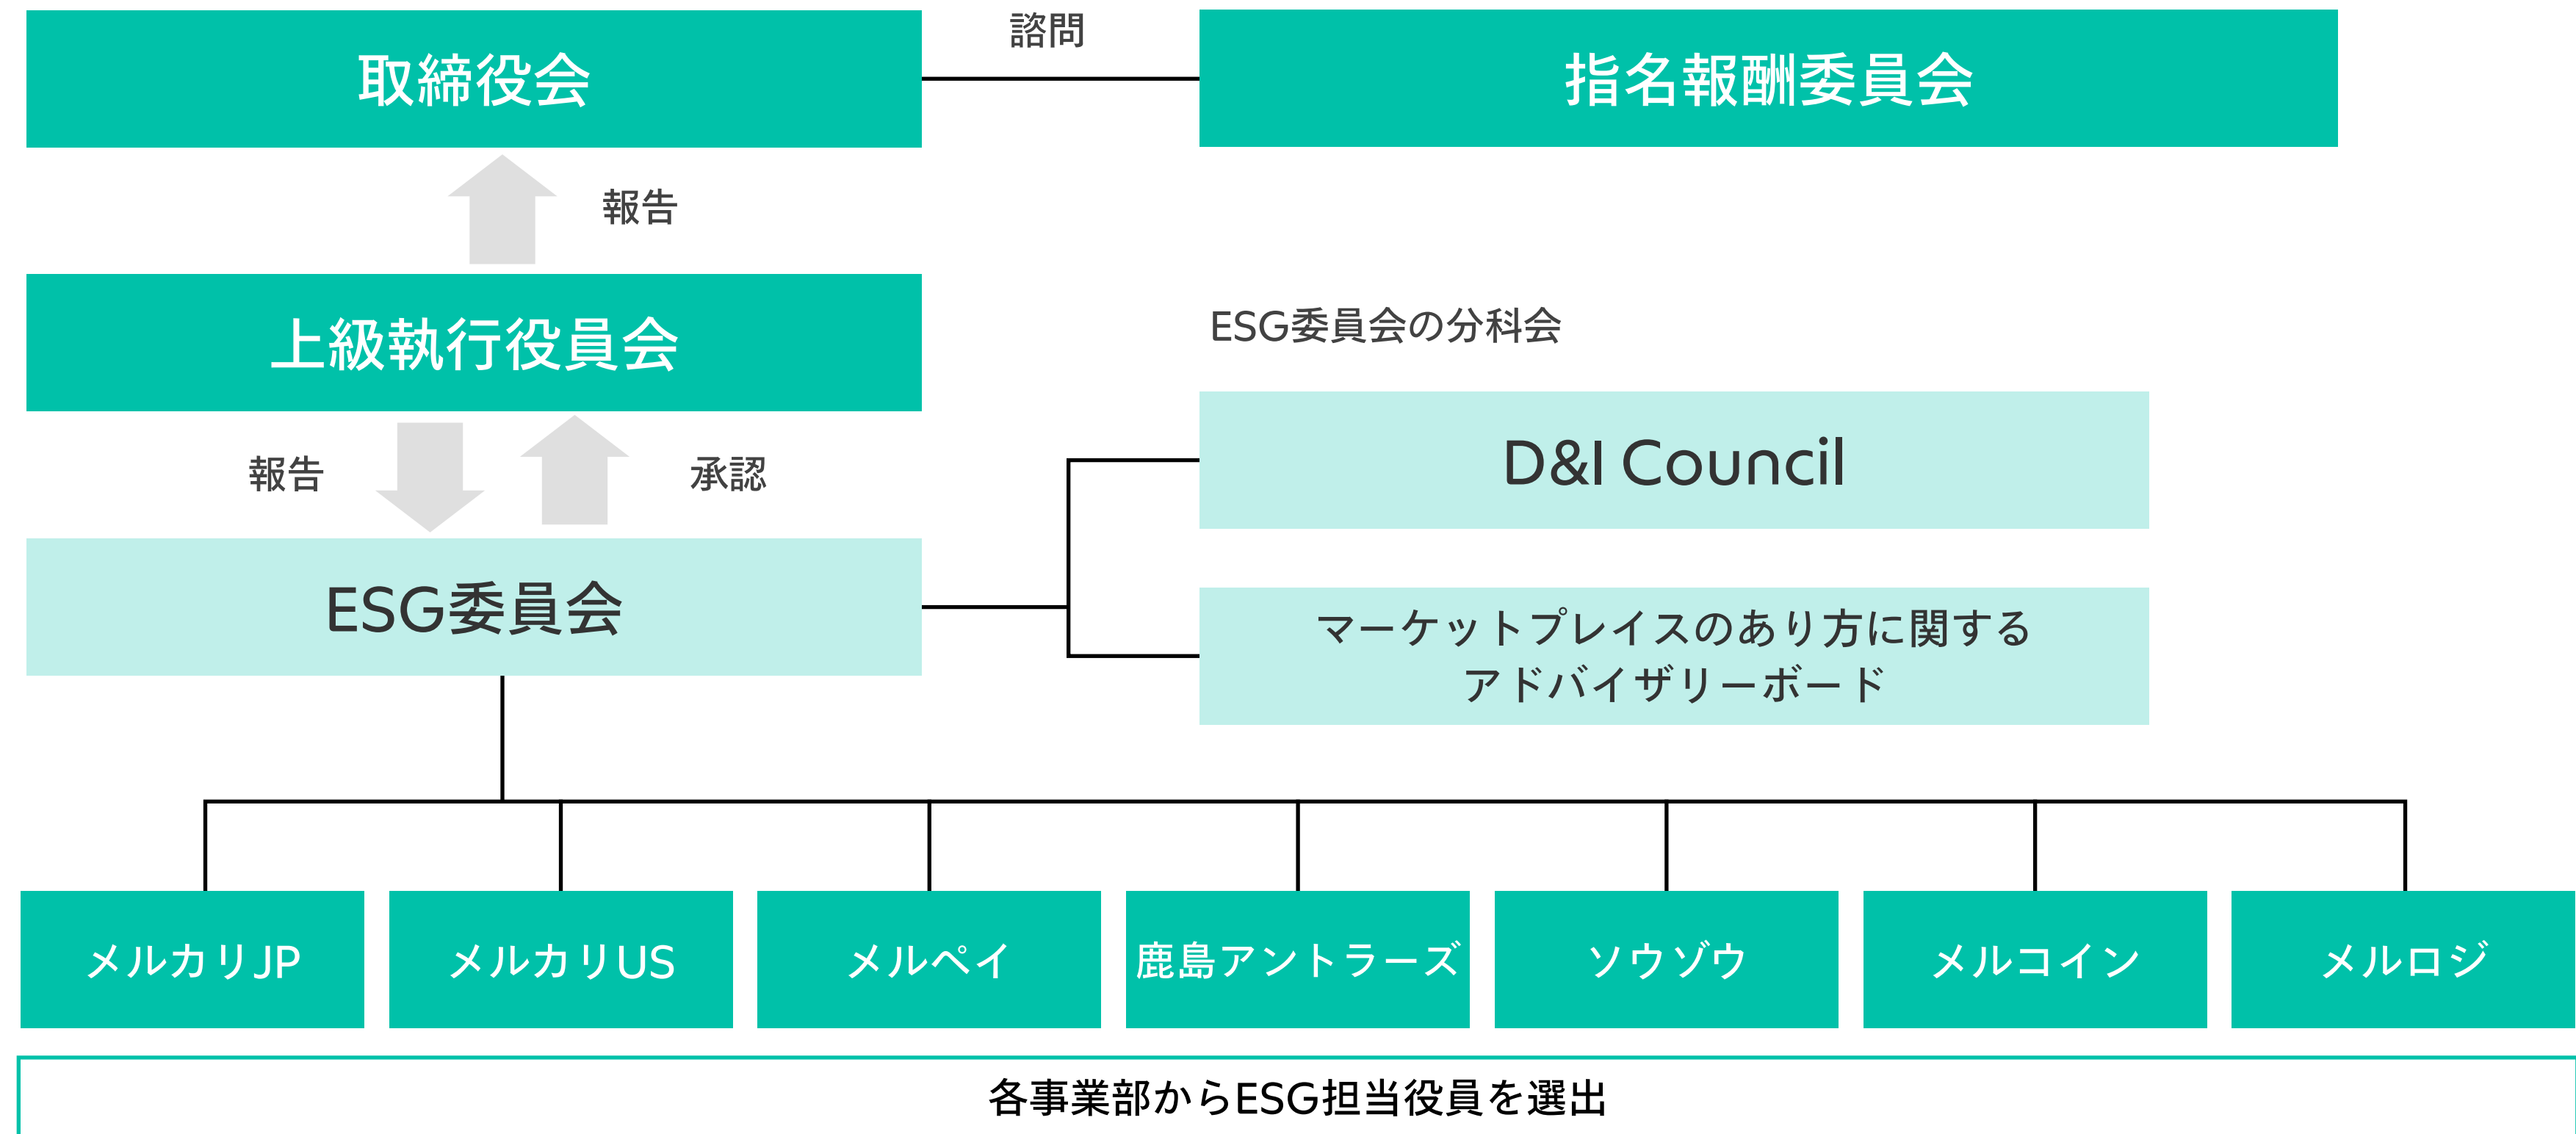 取締役会
諮問
指名報酬委員会
報告
上級執行役員会
報告
承認
ESG委員会
ESG委員会の分科会
D&I Council
マーケットプレイスのあり方に関する
アドバイザリーボード
メルカリJP
メルカリUS
メルペイ
鹿島アントラーズ
ソウゾウ
メルコイン
メルロジ
各事業部からESG担当役員を選出